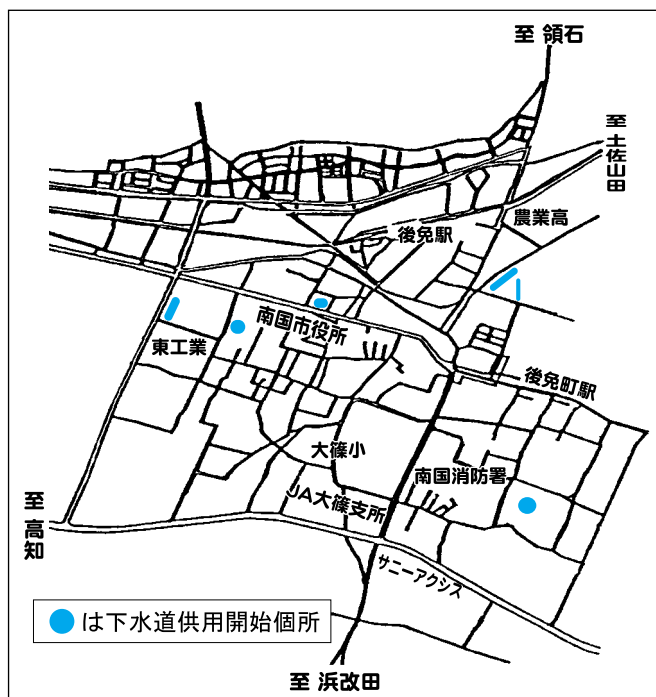 至 領石
至 土佐山田
農業高
後免駅
南国市役所
東工業
後免町駅
大篠小
南国消防署
JA大篠支所
至 高知
サニーアクシス
は下水道供用開始個所
至 浜改田